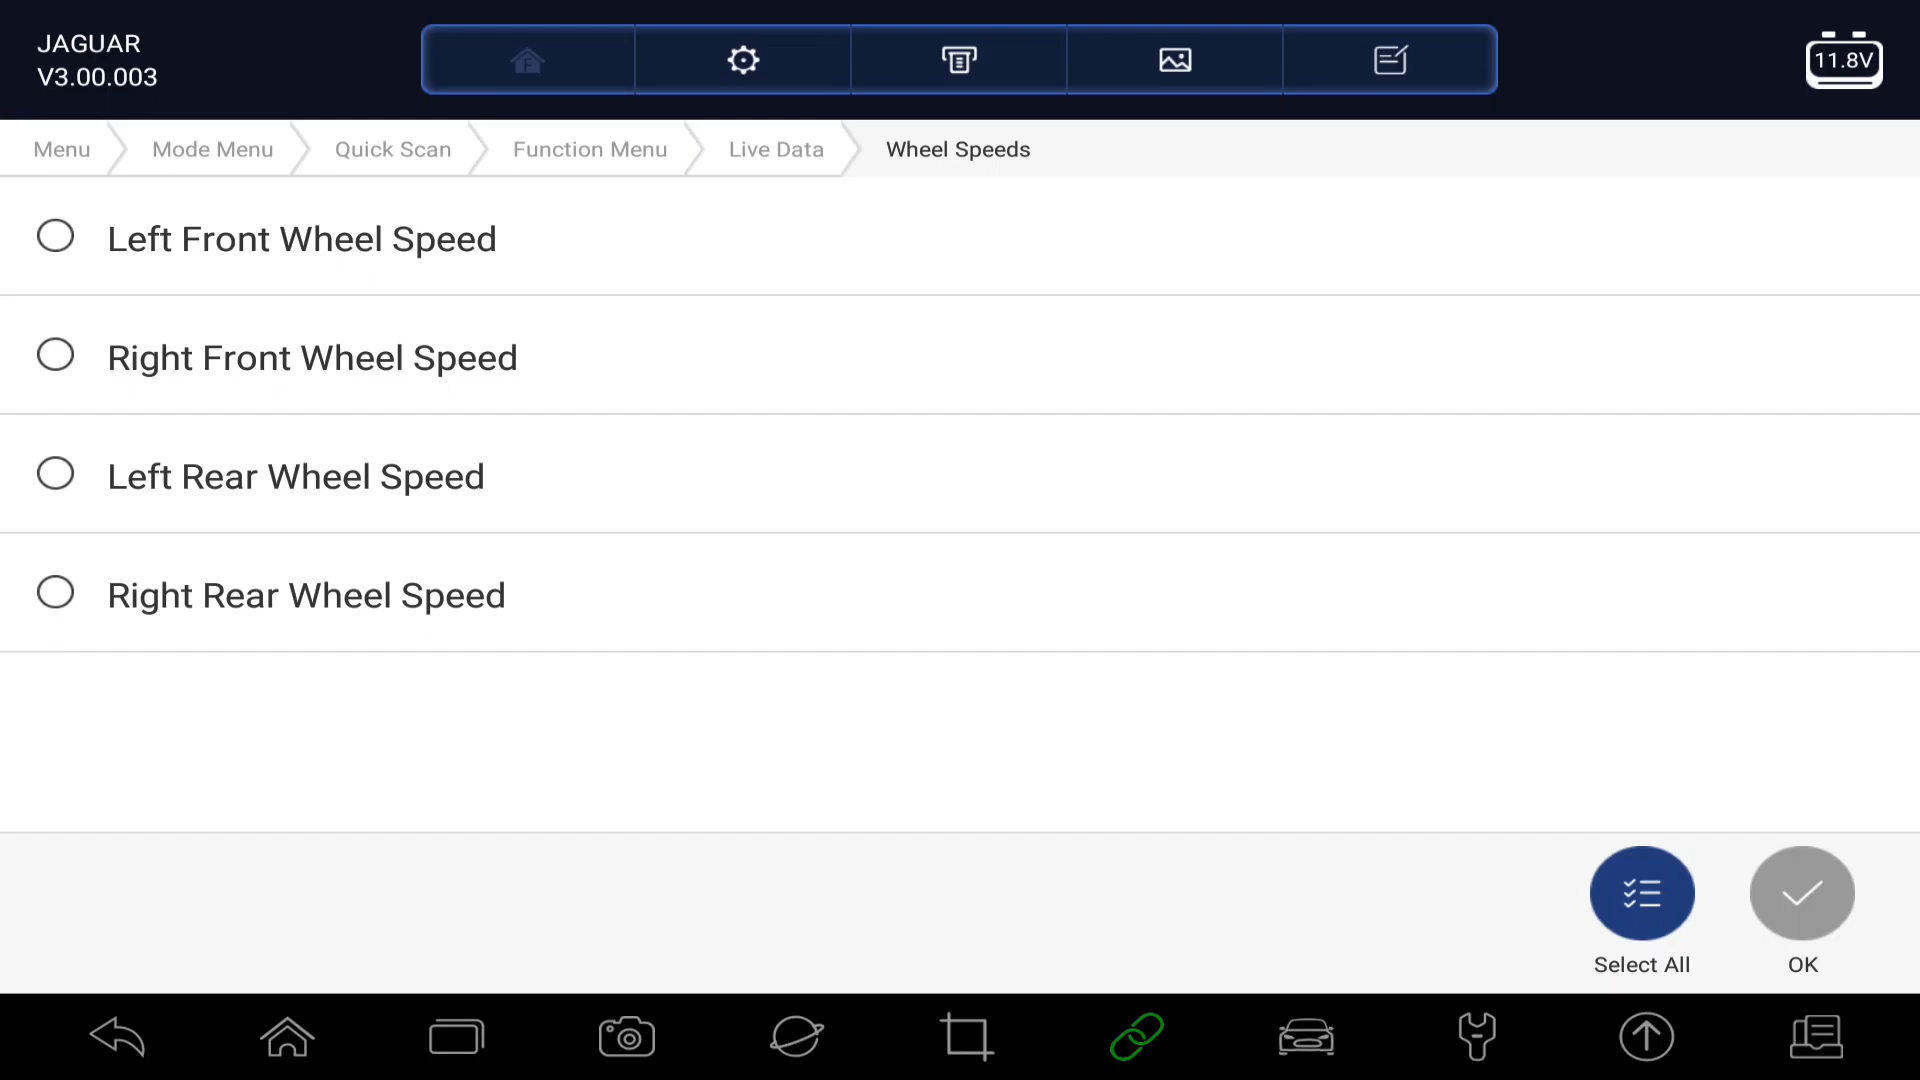 JAGUAR
V3.00.003
11.8V
Menu
Mode Menu
Quick Scan
Function Menu
Live Data
Wheel Speeds
Left Front Wheel Speed
Right Front Wheel Speed
Left Rear Wheel Speed
Right Rear Wheel Speed
Select All
OK